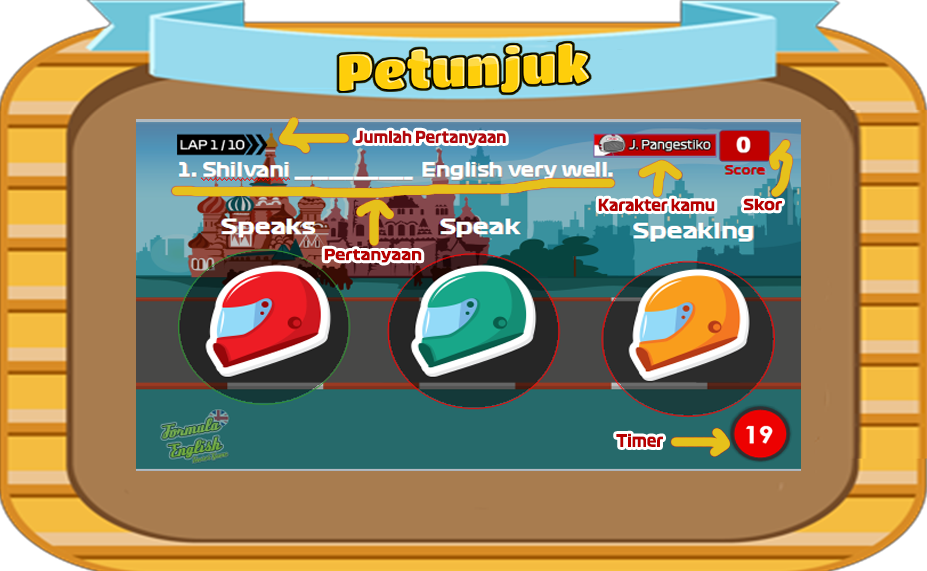 Petunjuk
LAP 1 / 10
Jumlah Pertanyaan
J. Pangestiko
0
Score
1. Shilvani ____________ English very well.
Karakter kamu
Skor
Speaks
Speak
Speaking
Pertanyaan
Formula
English
Timer
19